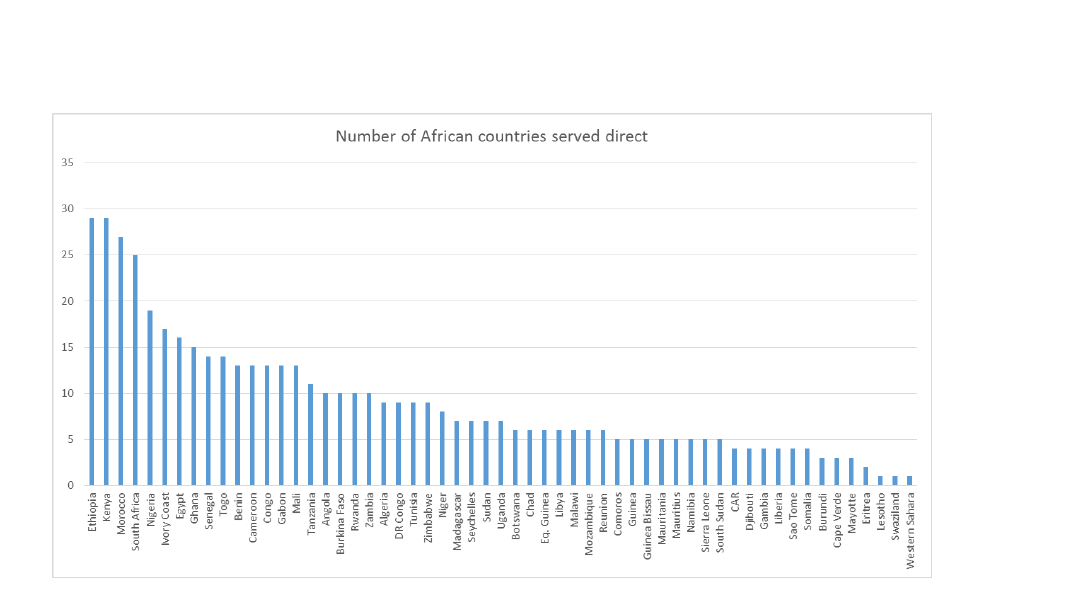 Number of African countries served direct
35
30
25
20
15
10
5
0
Ethiopia
Kenya
Morocco
South Africa
Nigeria
Ivory Coast
Egypt
Ghana
Senegal
Togo
Benin
Cameroon
Congo
Gabon
Mali
Tanzania
Angola
Burkina Faso
Rwanda
Zambia
Algeria
DR Congo
Tunisia
Zimbabwe
Niger
Madagascar
Seychelles
Sudan
Uganda
Botswana
Chad
Eq. Guinea
Libya
Malawi
Mozambique
Reunion
Comoros
Guinea
Guinea Bissau
Mauritania
Mauritius
Namibia
Sierra Leone
South Sudan
CAR
Djibouti
Gambia
Liberia
Sao Tome
Somalia
Burundi
Cape Verde
Mayotte
Eritrea
Lesotho
Swaziland
Western Sahara